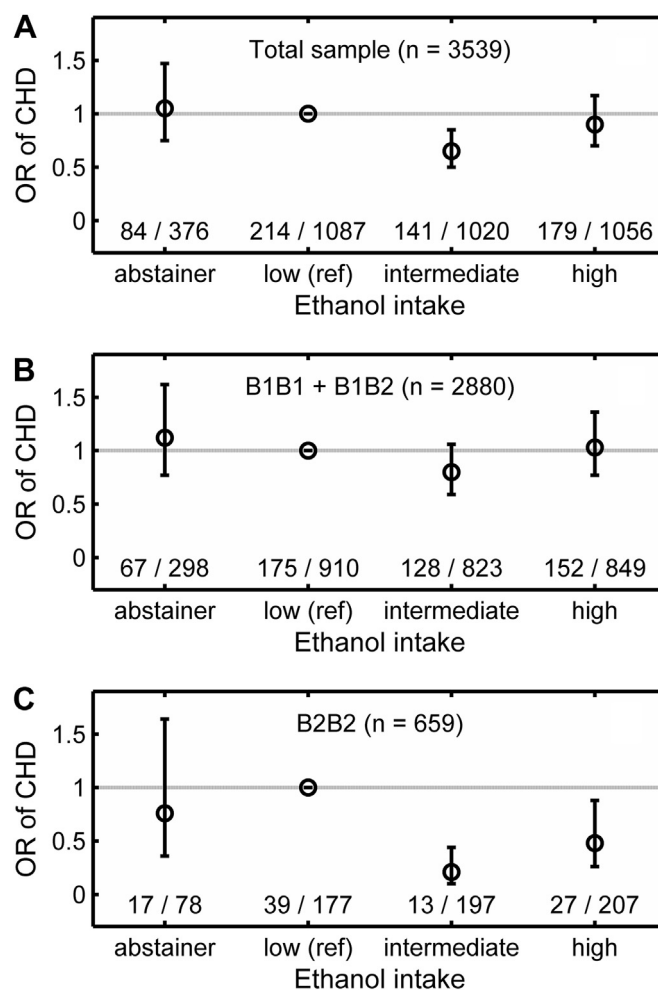 A
Total sample (n = 3539)
OR of CHD
1.5
1
0.5
0
84 / 376 214 / 1087 141 / 1020 179 / 1056
abstainer low (ref) intermediate high
Ethanol intake
B
B1B1 + B1B2 (n = 2880)
OR of CHD
1.5
1
0.5
0
67 / 298 175 / 910 128 / 823 152 / 849
abstainer low (ref) intermediate high
Ethanol intake
C
B2B2 (n = 659)
OR of CHD
1.5
1
0.5
0
17 / 78 39 / 177 13 / 197 27 / 207
abstainer low (ref) intermediate high
Ethanol intake